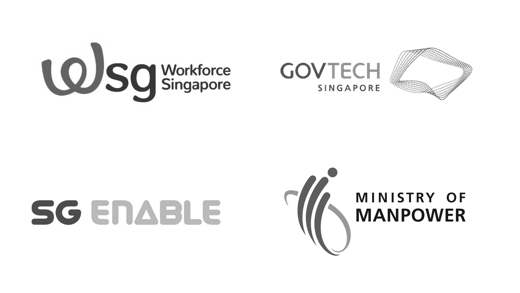 wsg Workforce
Singapore
GOVTECH
SINGAPORE
SG ENABLE
MINISTRY OF
MANPOWER